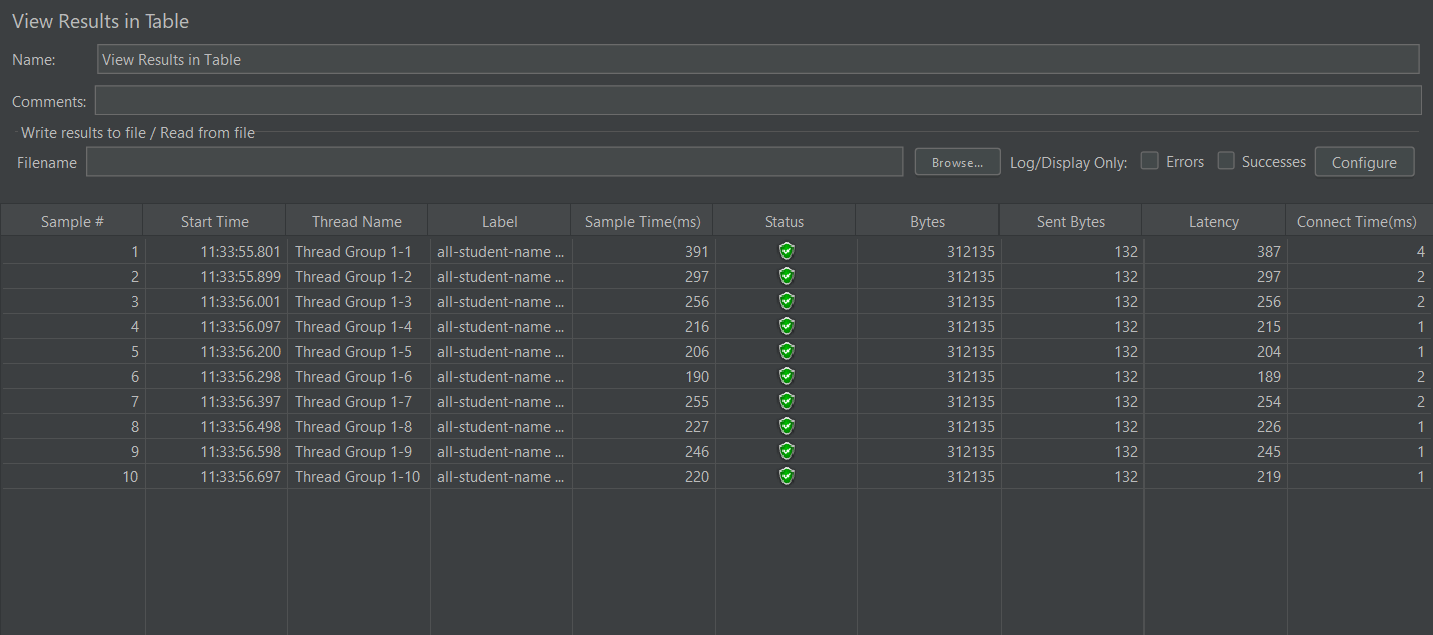 View Results in Table
Name: View Results in Table
Comments:
Write results to file / Read from file
Filename Browse... Log/Display Only: Errors Successes Configure
Sample # Start Time Thread Name Label Sample Time(ms) Status Bytes Sent Bytes Latency Connect Time(ms)
1 11:33:55.801 Thread Group 1-1 all-student-name ... 391 312135 132 387 4
2 11:33:55.899 Thread Group 1-2 all-student-name ... 297 312135 132 297 2
3 11:33:56.001 Thread Group 1-3 all-student-name ... 256 312135 132 256 2
4 11:33:56.097 Thread Group 1-4 all-student-name ... 216 312135 132 215 1
5 11:33:56.200 Thread Group 1-5 all-student-name ... 206 312135 132 204 1
6 11:33:56.298 Thread Group 1-6 all-student-name ... 190 312135 132 189 2
7 11:33:56.397 Thread Group 1-7 all-student-name ... 255 312135 132 254 2
8 11:33:56.498 Thread Group 1-8 all-student-name ... 227 312135 132 226 1
9 11:33:56.598 Thread Group 1-9 all-student-name ... 246 312135 132 245 1
10 11:33:56.697 Thread Group 1-10 all-student-name ... 220 312135 132 219 1